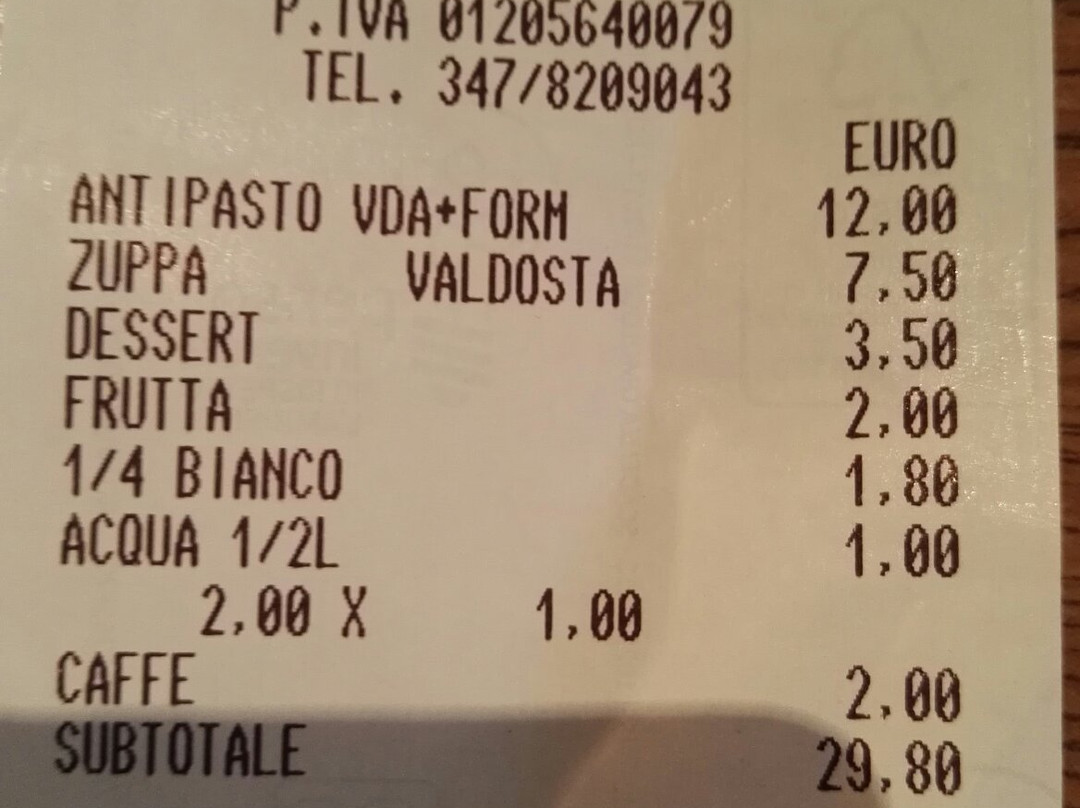 P.IVA 01205640079
TEL. 347/8209043
EURO
ANTIPASTO VDA+FORM 12,00
ZUPPA VALDOSTA 7,50
DESSERT 3,50
FRUTTA 2,00
1/4 BIANCO 1,80
ACQUA 1/2L 1,00
2,00 X 1,00
CAFFE 2,00
SUBTOTALE 29,80